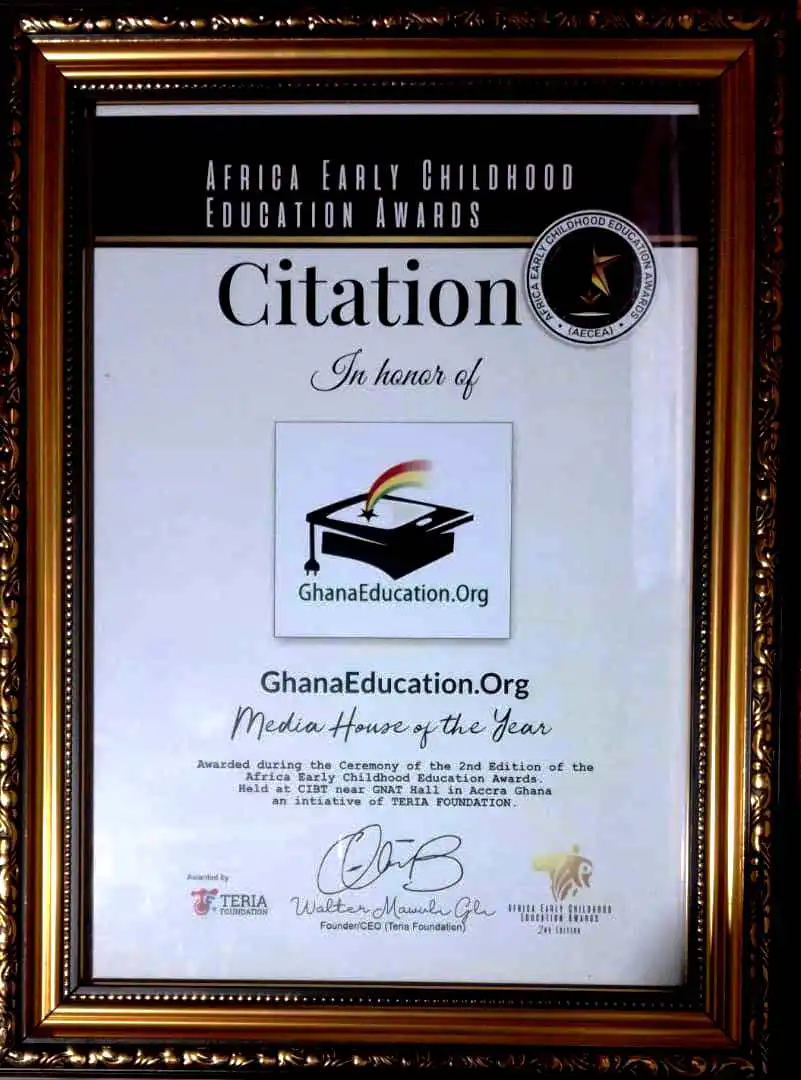 AFRICA EARLY CHILDHOOD
EDUCATION AWARDS
AFRICA EARLY CHILDHOOD EDUCATION AWARDS
(AECEA)
Citation
In honor of
GhanaEducation.Org
GhanaEducation.Org
Media House of the Year
Awarded during the Ceremony of the 2nd Edition of the
Africa Early Childhood Education Awards.
Held at CIBT near GNAT Hall in Accra Ghana
an intiative of TERIA FOUNDATION.
Awarded by
TERIA
FOUNDATION
Walter Mawuli
Founder/CEO (Teria Foundation)
AFRICA EARLY CHILDHOOD
EDUCATION AWARDS
2ND EDITION